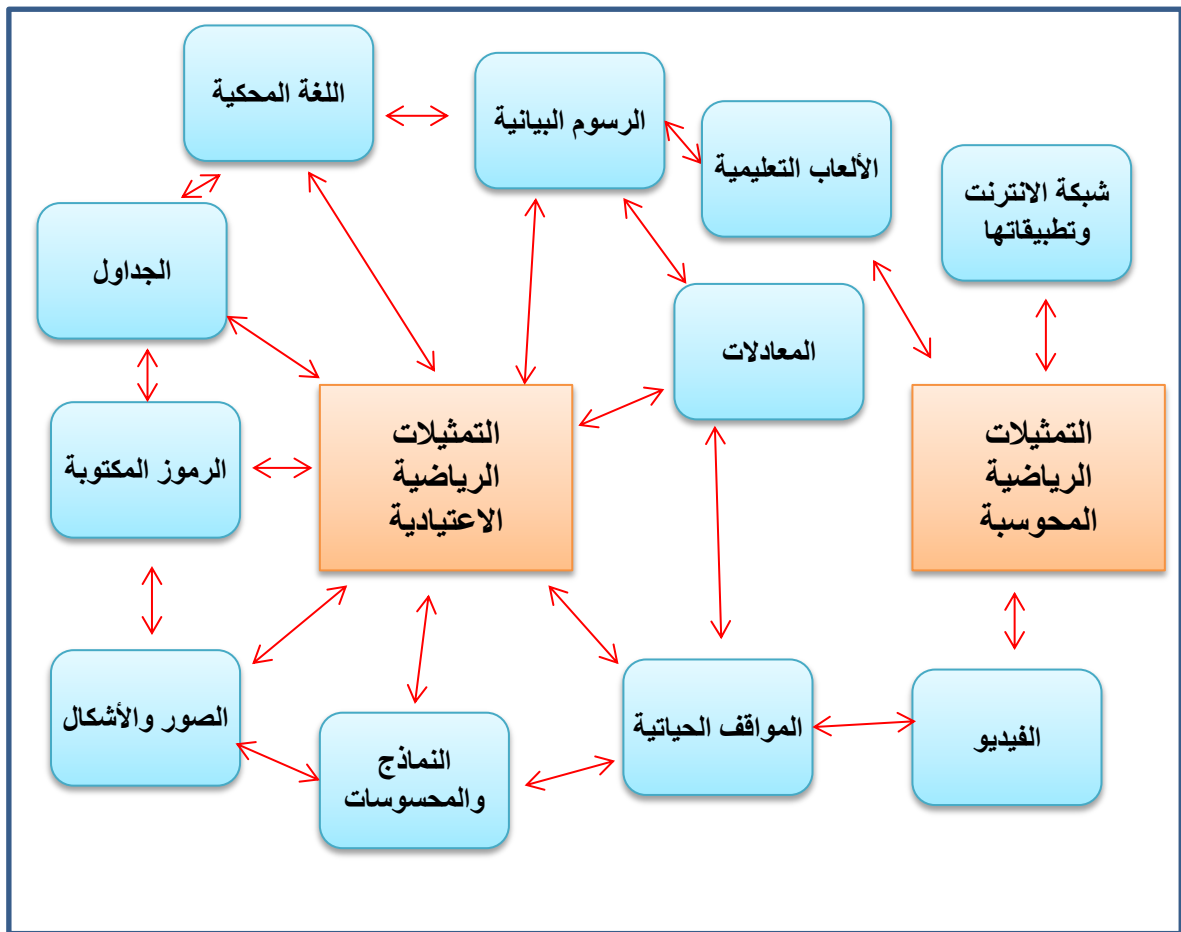 اللغة المحكية
الرسوم البيانية
الألعاب التعليمية
شبكة الانترنت
وتطبيقاتها
الجداول
المعادلات
التمثيلات
الرياضية
الاعتيادية
التمثيلات
الرياضية
المحوسبة
الرموز المكتوبة
الصور والأشكال
النماذج
والمحسوسات
المواقف الحياتية
الفيديو